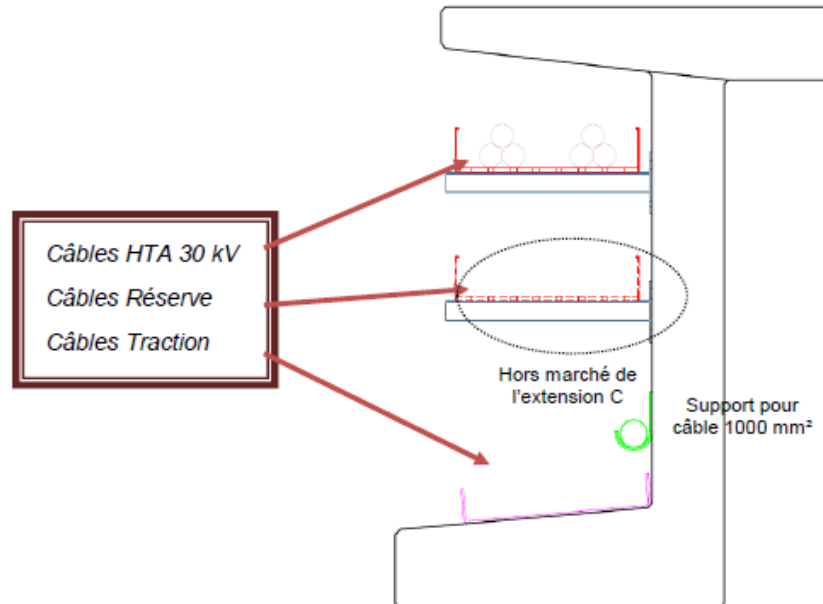 Câbles HTA 30 kV
Câbles Réserve
Câbles Traction
Hors marché de
l'extension C
Support pour
câble 1000 mm²